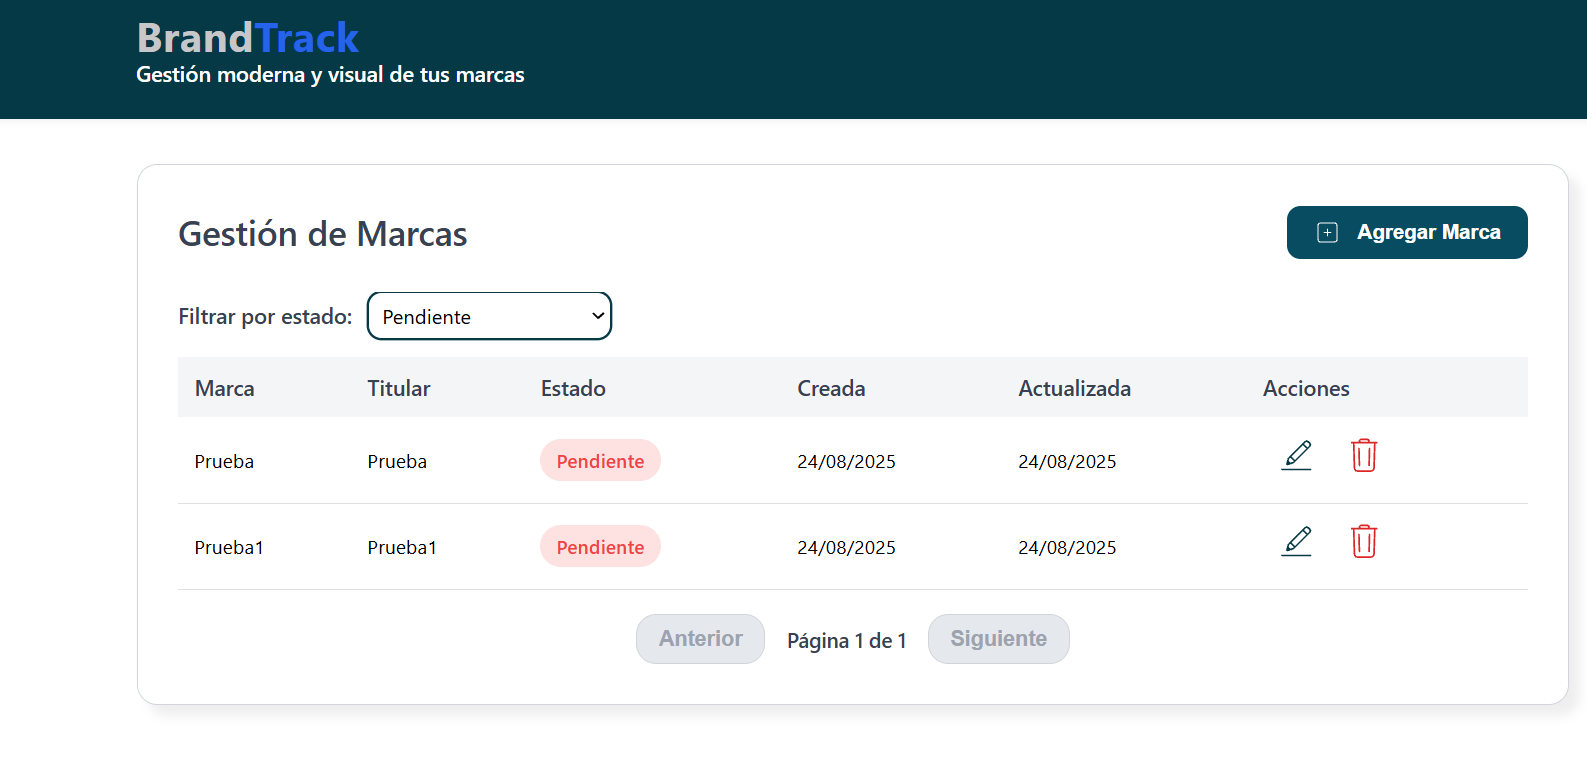 BrandTrack
Gestión moderna y visual de tus marcas
Gestión de Marcas
Agregar Marca
Filtrar por estado: Pendiente
Marca Titular Estado Creada Actualizada Acciones
Prueba Prueba Pendiente 24/08/2025 24/08/2025
Prueba1 Prueba1 Pendiente 24/08/2025 24/08/2025
Anterior Página 1 de 1 Siguiente